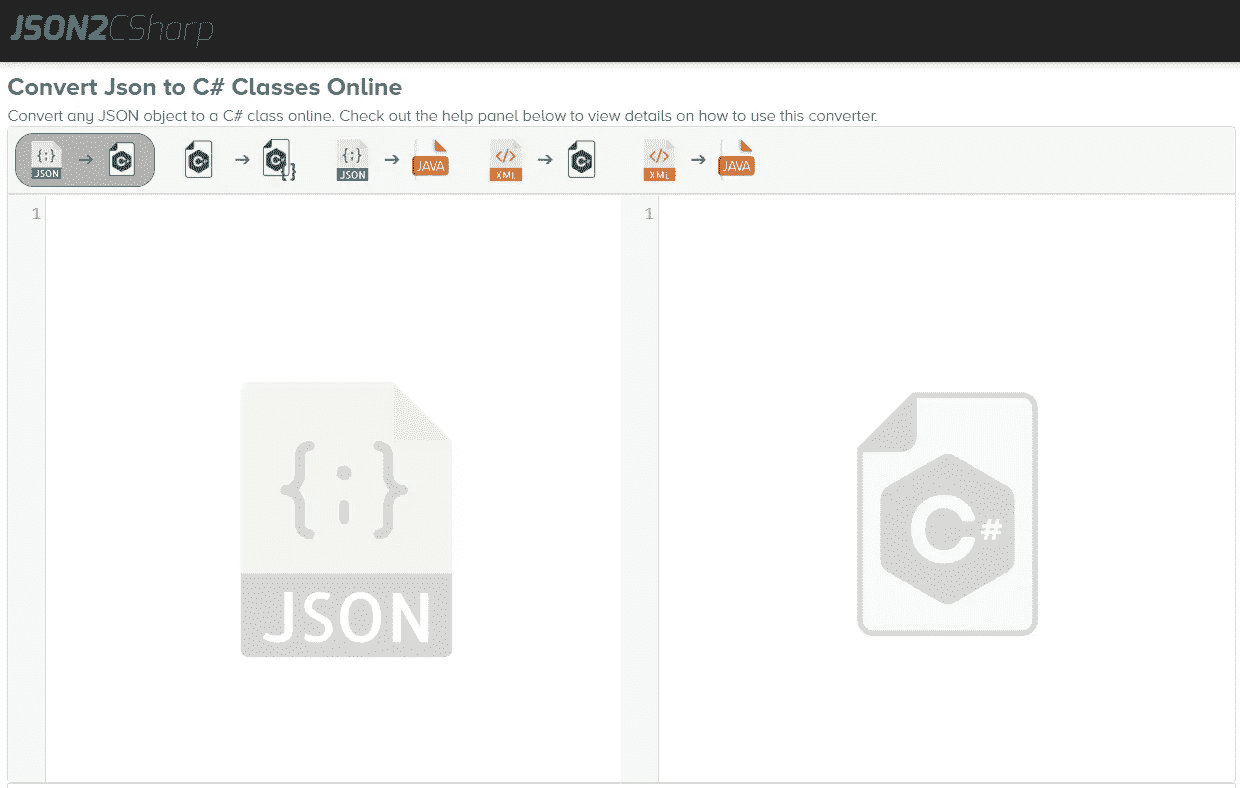 JSON2CSharp
Convert Json to C# Classes Online
Convert any JSON object to a C# class online. Check out the help panel below to view details on how to use this converter.
{;} JSON → C C {} {;} JSON → JAVA </> XML → C </> XML → JAVA
1 1
{;}
C#
JSON